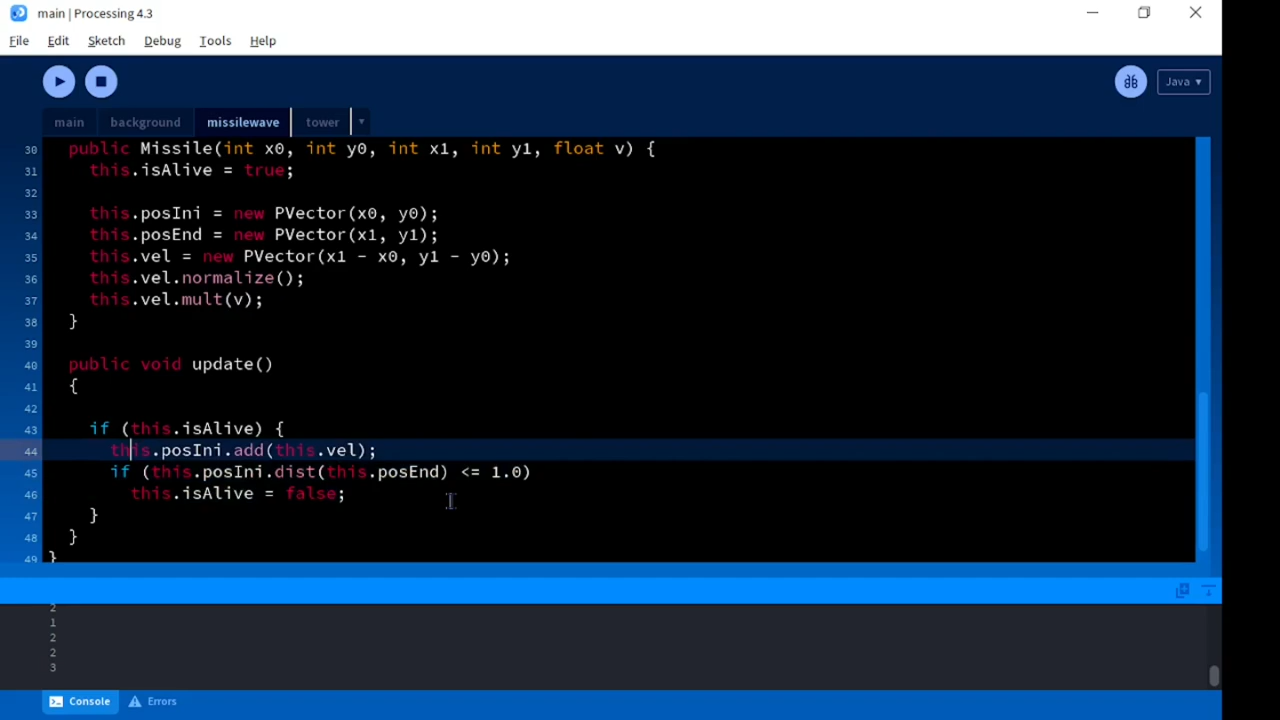 main | Processing 4.3
File Edit Sketch Debug Tools Help
Java ▾
main background missilewave tower ▾
30 public Missile(int x0, int y0, int x1, int y1, float v) {
31 this.isAlive = true;
32
33 this.posIni = new PVector(x0, y0);
34 this.posEnd = new PVector(x1, y1);
35 this.vel = new PVector(x1 - x0, y1 - y0);
36 this.vel.normalize();
37 this.vel.mult(v);
38 }
39
40 public void update()
41 {
42
43 if (this.isAlive) {
44 this.posIni.add(this.vel);
45 if (this.posIni.dist(this.posEnd) <= 1.0)
46 this.isAlive = false;
47 }
48 }
49 }
2
1
2
2
3
Console Errors